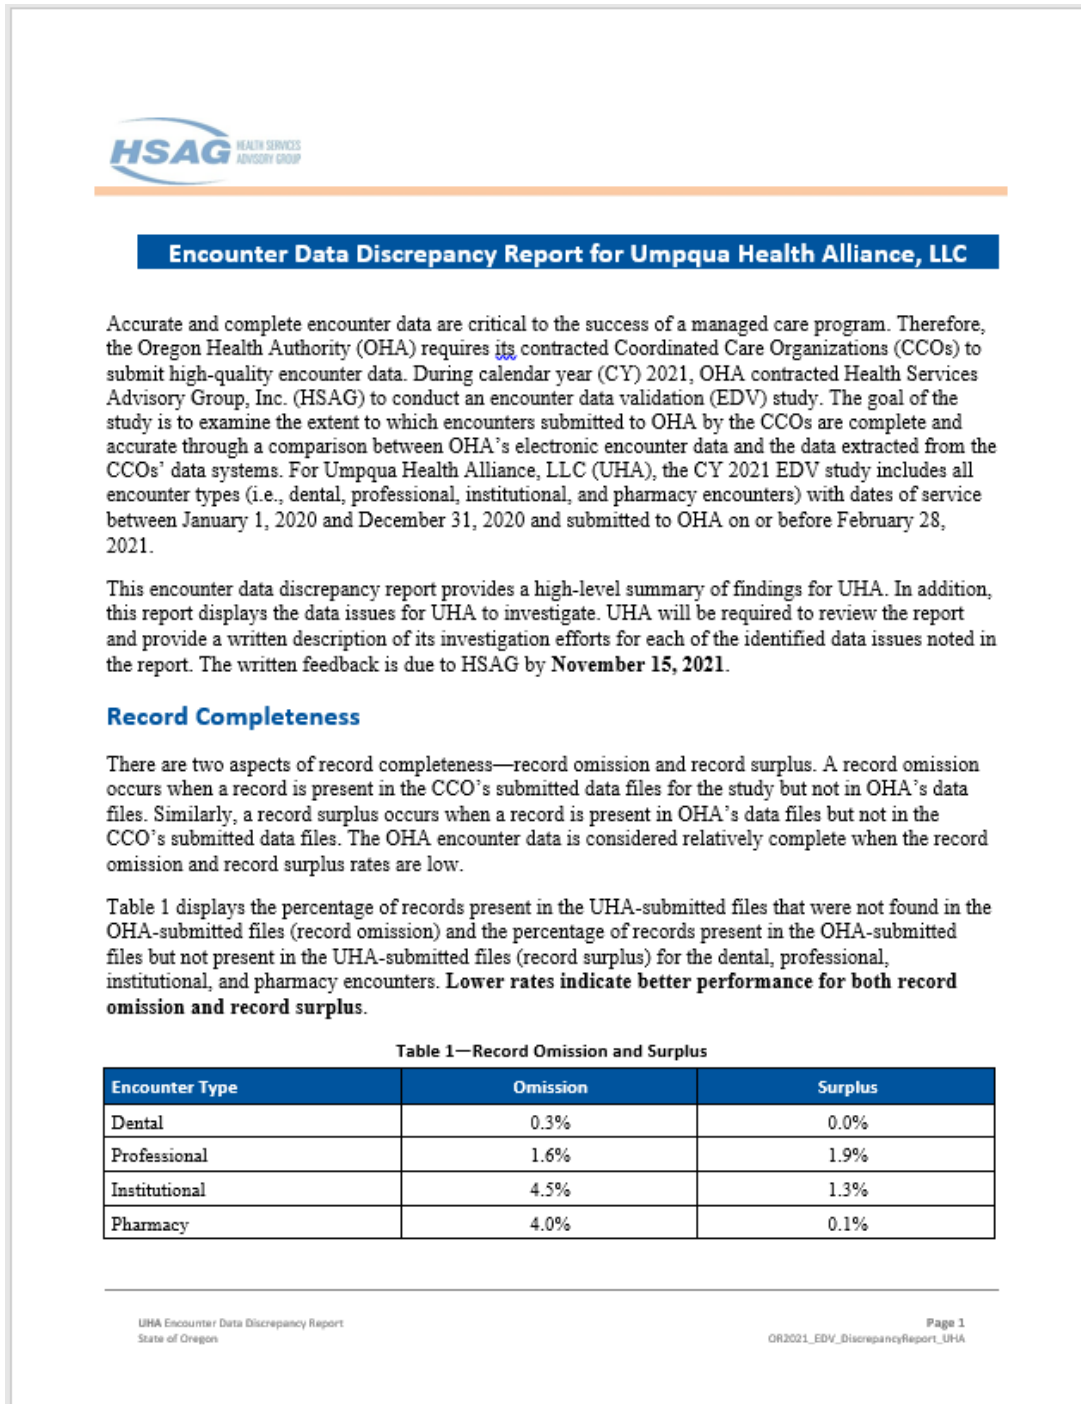 HSAG HEALTH SERVICES
ADVISORY GROUP
Encounter Data Discrepancy Report for Umpqua Health Alliance, LLC
Accurate and complete encounter data are critical to the success of a managed care program. Therefore,
the Oregon Health Authority (OHA) requires its contracted Coordinated Care Organizations (CCOs) to
submit high-quality encounter data. During calendar year (CY) 2021, OHA contracted Health Services
Advisory Group, Inc. (HSAG) to conduct an encounter data validation (EDV) study. The goal of the
study is to examine the extent to which encounters submitted to OHA by the CCOs are complete and
accurate through a comparison between OHA’s electronic encounter data and the data extracted from the
CCOs’ data systems. For Umpqua Health Alliance, LLC (UHA), the CY 2021 EDV study includes all
encounter types (i.e., dental, professional, institutional, and pharmacy encounters) with dates of service
between January 1, 2020 and December 31, 2020 and submitted to OHA on or before February 28,
2021.
This encounter data discrepancy report provides a high-level summary of findings for UHA. In addition,
this report displays the data issues for UHA to investigate. UHA will be required to review the report
and provide a written description of its investigation efforts for each of the identified data issues noted in
the report. The written feedback is due to HSAG by November 15, 2021.
Record Completeness
There are two aspects of record completeness—record omission and record surplus. A record omission
occurs when a record is present in the CCO’s submitted data files for the study but not in OHA’s data
files. Similarly, a record surplus occurs when a record is present in OHA’s data files but not in the
CCO’s submitted data files. The OHA encounter data is considered relatively complete when the record
omission and record surplus rates are low.
Table 1 displays the percentage of records present in the UHA-submitted files that were not found in the
OHA-submitted files (record omission) and the percentage of records present in the OHA-submitted
files but not present in the UHA-submitted files (record surplus) for the dental, professional,
institutional, and pharmacy encounters. Lower rates indicate better performance for both record
omission and record surplus.
Table 1—Record Omission and Surplus
Encounter Type Omission Surplus
Dental 0.3% 0.0%
Professional 1.6% 1.9%
Institutional 4.5% 1.3%
Pharmacy 4.0% 0.1%
UHA Encounter Data Discrepancy Report Page 1
State of Oregon OR2021_EDV_DiscrepancyReport_UHA